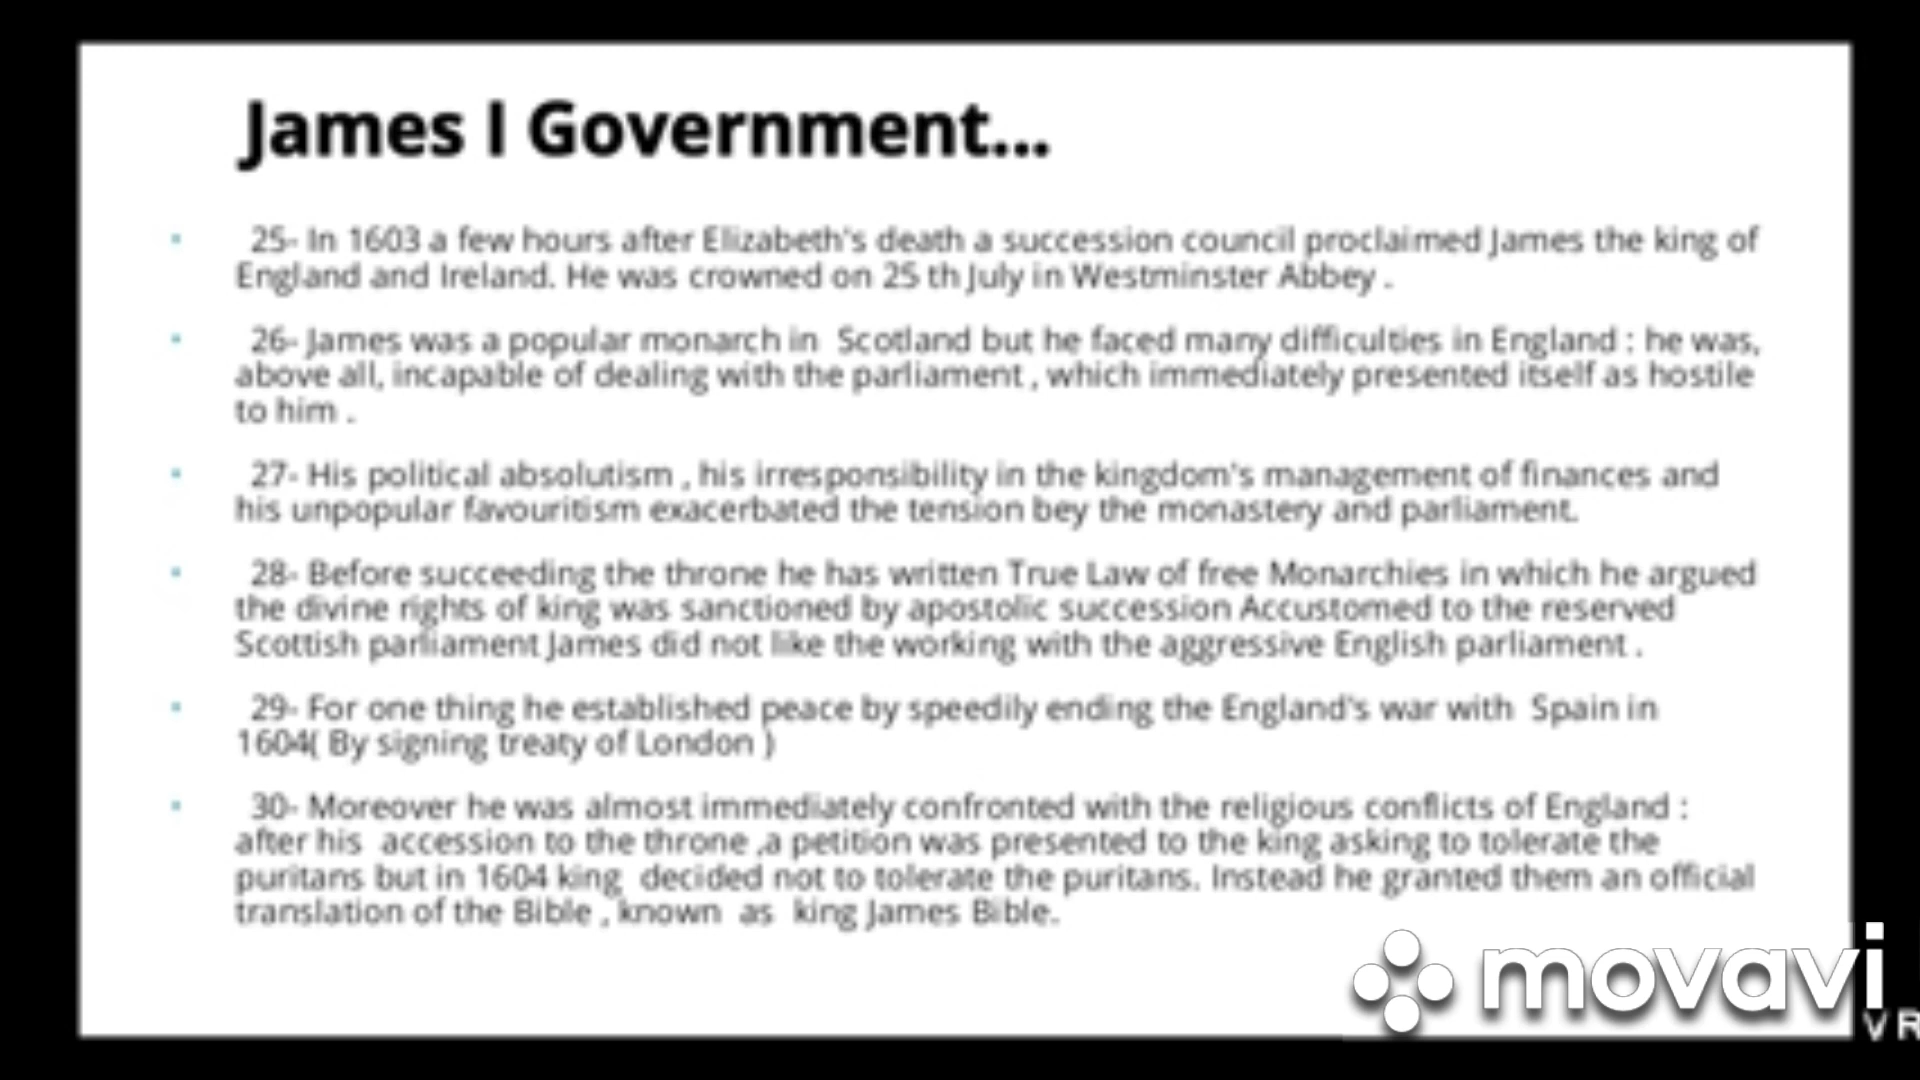 James I Government...
25- In 1603 a few hours after Elizabeth's death a succession council proclaimed James the king of
England and Ireland. He was crowned on 25 th July in Westminster Abbey .
26- James was a popular monarch in Scotland but he faced many difficulties in England : he was,
above all, incapable of dealing with the parliament , which immediately presented itself as hostile
to him .
27- His political absolutism , his irresponsibility in the kingdom's management of finances and
his unpopular favouritism exacerbated the tension bey the monastery and parliament.
28- Before succeeding the throne he has written True Law of free Monarchies in which he argued
the divine rights of king was sanctioned by apostolic succession Accustomed to the reserved
Scottish parliament James did not like the working with the aggressive English parliament .
29- For one thing he established peace by speedily ending the England's war with Spain in
1604( By signing treaty of London )
30- Moreover he was almost immediately confronted with the religious conflicts of England :
after his accession to the throne ,a petition was presented to the king asking to tolerate the
puritans but in 1604 king decided not to tolerate the puritans. Instead he granted them an official
translation of the Bible , known as king James Bible.
movavi
VR